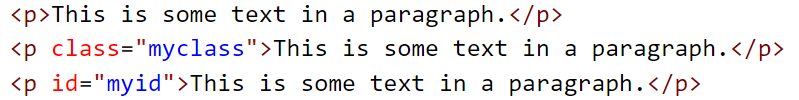 <p>This is some text in a paragraph.</p>
<p class="myclass">This is some text in a paragraph.</p>
<p id="myid">This is some text in a paragraph.</p>